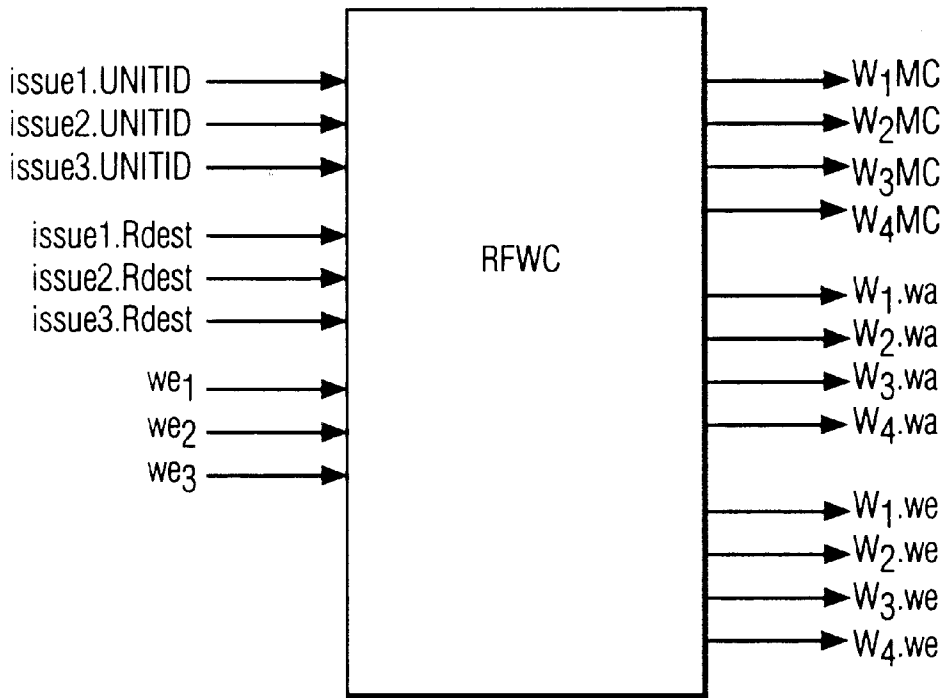 issue1.UNITID
issue2.UNITID
issue3.UNITID
issue1.Rdest
issue2.Rdest
issue3.Rdest
we1
we2
we3
RFWC
W1MC
W2MC
W3MC
W4MC
W1.wa
W2.wa
W3.wa
W4.wa
W1.we
W2.we
W3.we
W4.we